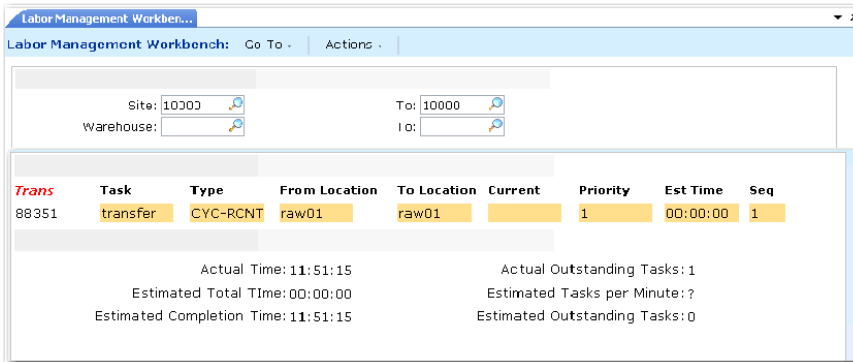 Labor Management Workben...
Labor Management Workbench: Go To Actions
Site: 10000 To: 10000
Warehouse: To:
Trans Task Type From Location To Location Current Priority Est Time Seq
88351 transfer CYC-RCNT raw01 raw01 1 00:00:00 1
Actual Time: 11:51:15 Actual Outstanding Tasks: 1
Estimated Total TIme: 00:00:00 Estimated Tasks per Minute: ?
Estimated Completion Time: 11:51:15 Estimated Outstanding Tasks: 0